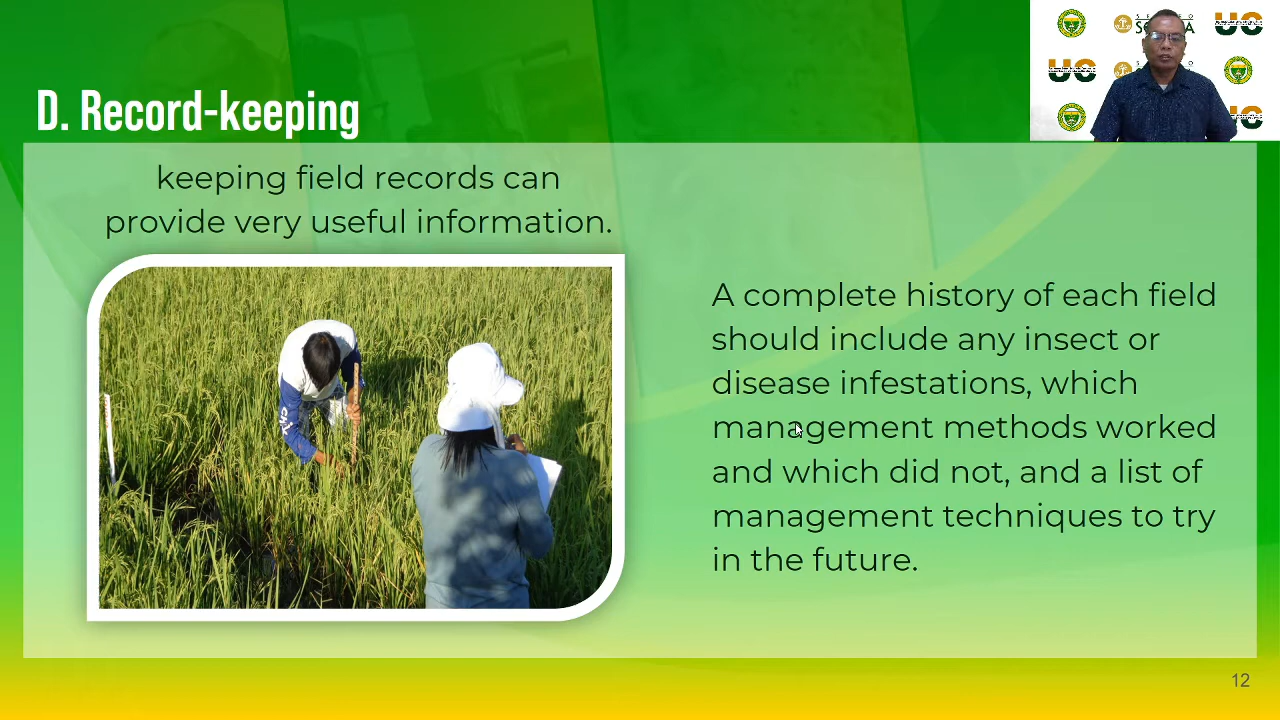 D. Record-keeping
keeping field records can
provide very useful information.
A complete history of each field
should include any insect or
disease infestations, which
management methods worked
and which did not, and a list of
management techniques to try
in the future.
12
UC
UC